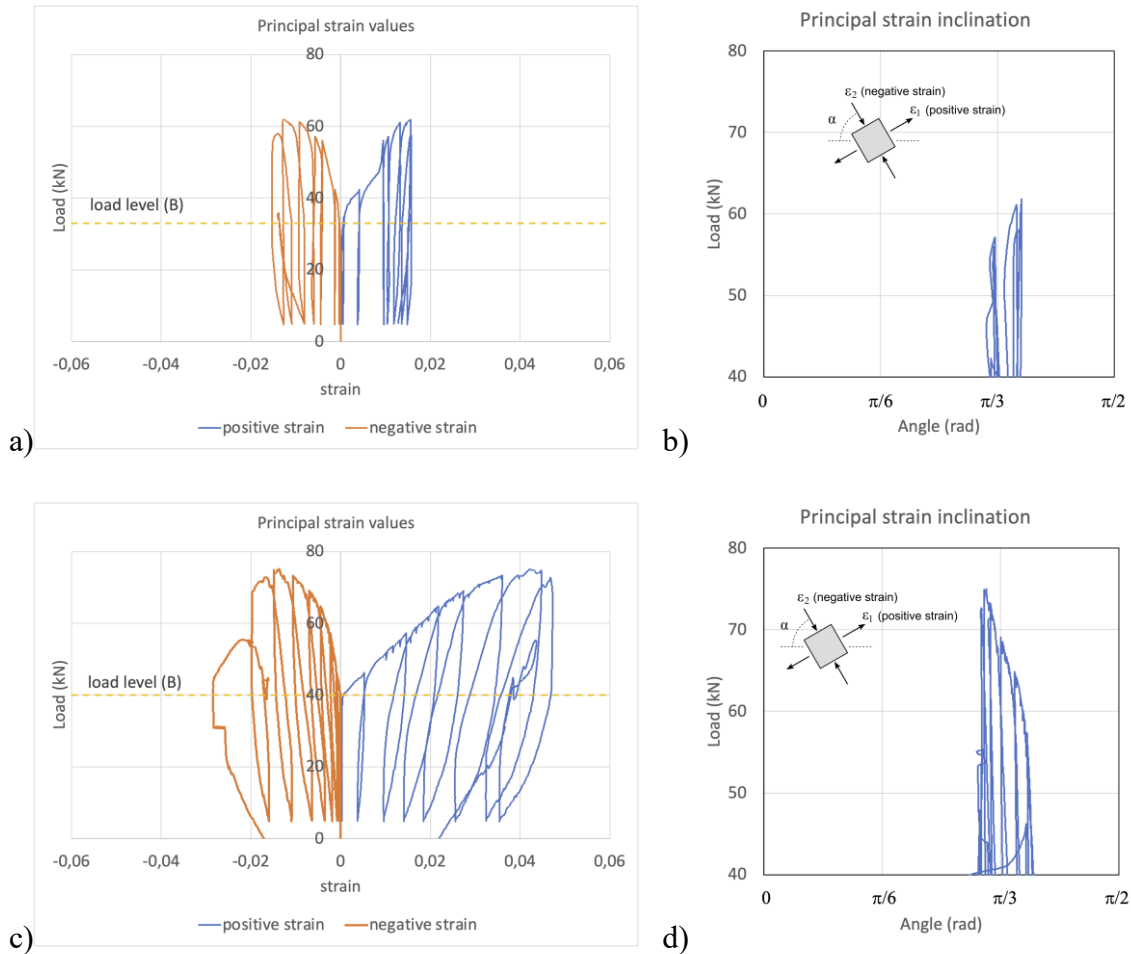 Principal strain values
80
60
40
20
0
Load (kN)
load level (B)
-0,06
-0,04
-0,02
0
0,02
0,04
0,06
strain
positive strain
negative strain
a)
Principal strain inclination
80
70
60
50
40
Load (kN)
ε2 (negative strain)
ε1 (positive strain)
α
0
π/6
π/3
π/2
Angle (rad)
b)
Principal strain values
80
60
40
20
0
Load (kN)
load level (B)
-0,06
-0,04
-0,02
0
0,02
0,04
0,06
strain
positive strain
negative strain
c)
Principal strain inclination
80
70
60
50
40
Load (kN)
ε2 (negative strain)
ε1 (positive strain)
α
0
π/6
π/3
π/2
Angle (rad)
d)